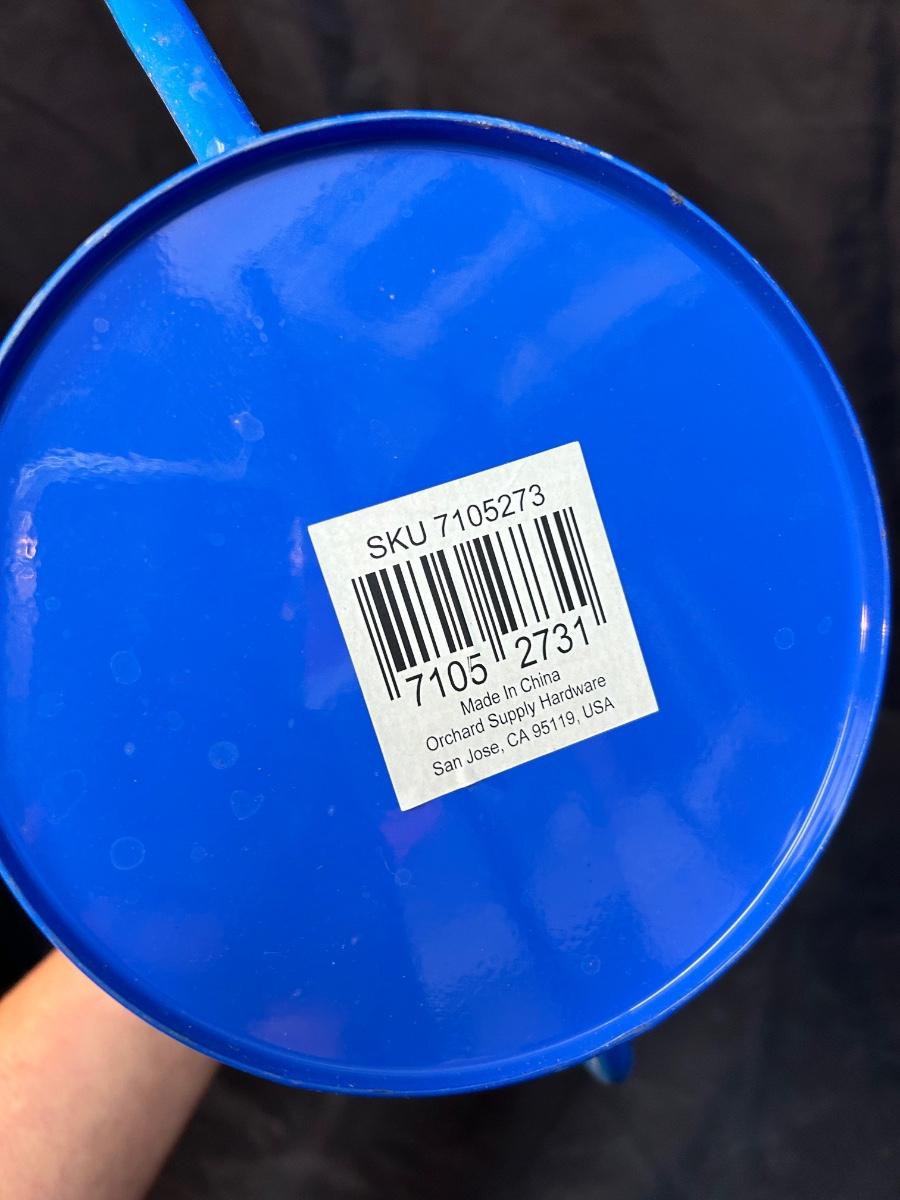 SKU 7105273
7105 2731
Made In China
Orchard Supply Hardware
San Jose, CA 95119, USA